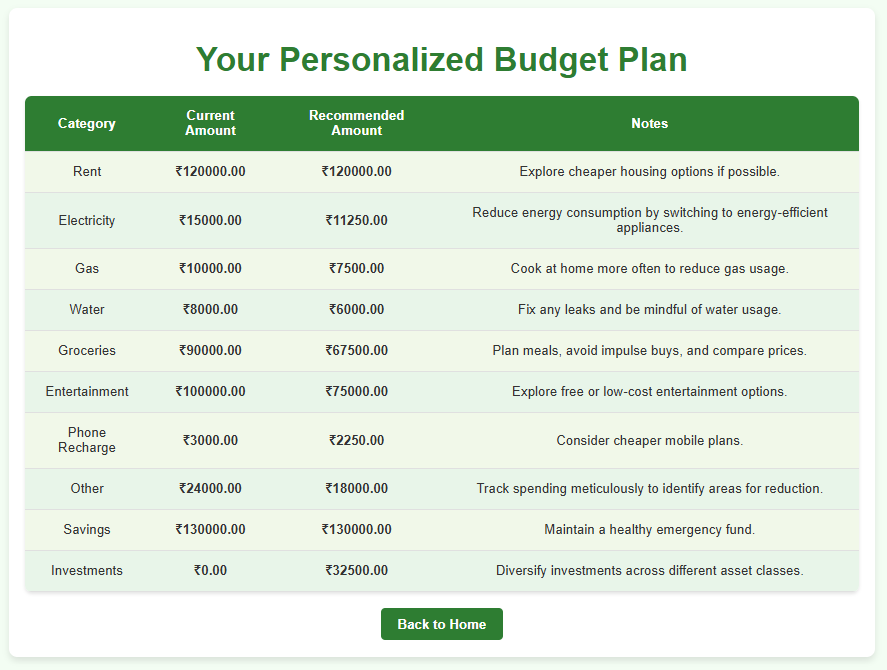 Your Personalized Budget Plan
Category Current Amount Recommended Amount Notes
Rent ₹120000.00 ₹120000.00 Explore cheaper housing options if possible.
Electricity ₹15000.00 ₹11250.00 Reduce energy consumption by switching to energy-efficient appliances.
Gas ₹10000.00 ₹7500.00 Cook at home more often to reduce gas usage.
Water ₹8000.00 ₹6000.00 Fix any leaks and be mindful of water usage.
Groceries ₹90000.00 ₹67500.00 Plan meals, avoid impulse buys, and compare prices.
Entertainment ₹100000.00 ₹75000.00 Explore free or low-cost entertainment options.
Phone Recharge ₹3000.00 ₹2250.00 Consider cheaper mobile plans.
Other ₹24000.00 ₹18000.00 Track spending meticulously to identify areas for reduction.
Savings ₹130000.00 ₹130000.00 Maintain a healthy emergency fund.
Investments ₹0.00 ₹32500.00 Diversify investments across different asset classes.
Back to Home